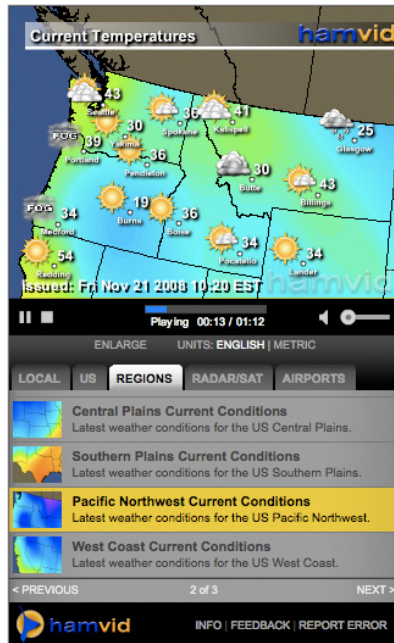 Current Temperatures hamvid
43
Seattle
36
Spokane
41
Kalispell
25
Glasgow
FOG
39
Portland
30
Yakima
36
Pendleton
30
Butte
43
Billings
FOG
34
Medford
19
Burns
36
Boise
34
Pocatello
34
Lander
54
Redding
Issued: Fri Nov 21 2008 10:20 EST
hamvid
Playing 00:13 / 01:12
ENLARGE UNITS: ENGLISH | METRIC
LOCAL US REGIONS RADAR/SAT AIRPORTS
Central Plains Current Conditions
Latest weather conditions for the US Central Plains.
Southern Plains Current Conditions
Latest weather conditions for the US Southern Plains.
Pacific Northwest Current Conditions
Latest weather conditions for the US Pacific Northwest.
West Coast Current Conditions
Latest weather conditions for the US West Coast.
< PREVIOUS 2 of 3 NEXT >
hamvid INFO | FEEDBACK | REPORT ERROR